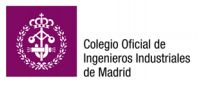 Colegio Oficial de
Ingenieros Industriales
de Madrid